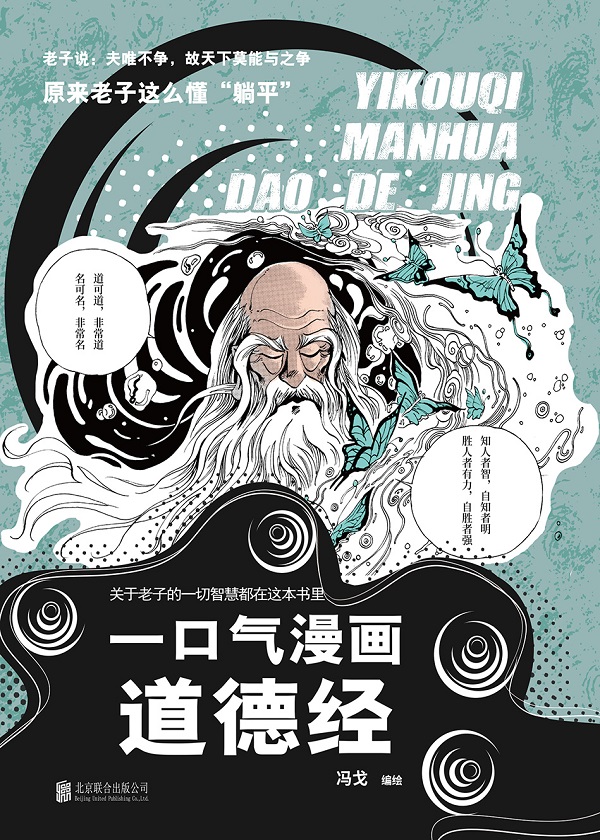 老子说：夫唯不争，故天下莫能与之争
原来老子这么懂“躺平”
YIKOUQI
MANHUA
DAO DE JING
道可道，非常道
名可名，非常名
知人者智，自知者明
胜人者有力，自胜者强
关于老子的一切智慧都在这本书里
一口气漫画
道德经
冯戈 编绘
北京联合出版公司
Beijing United Publishing Co.,Ltd.